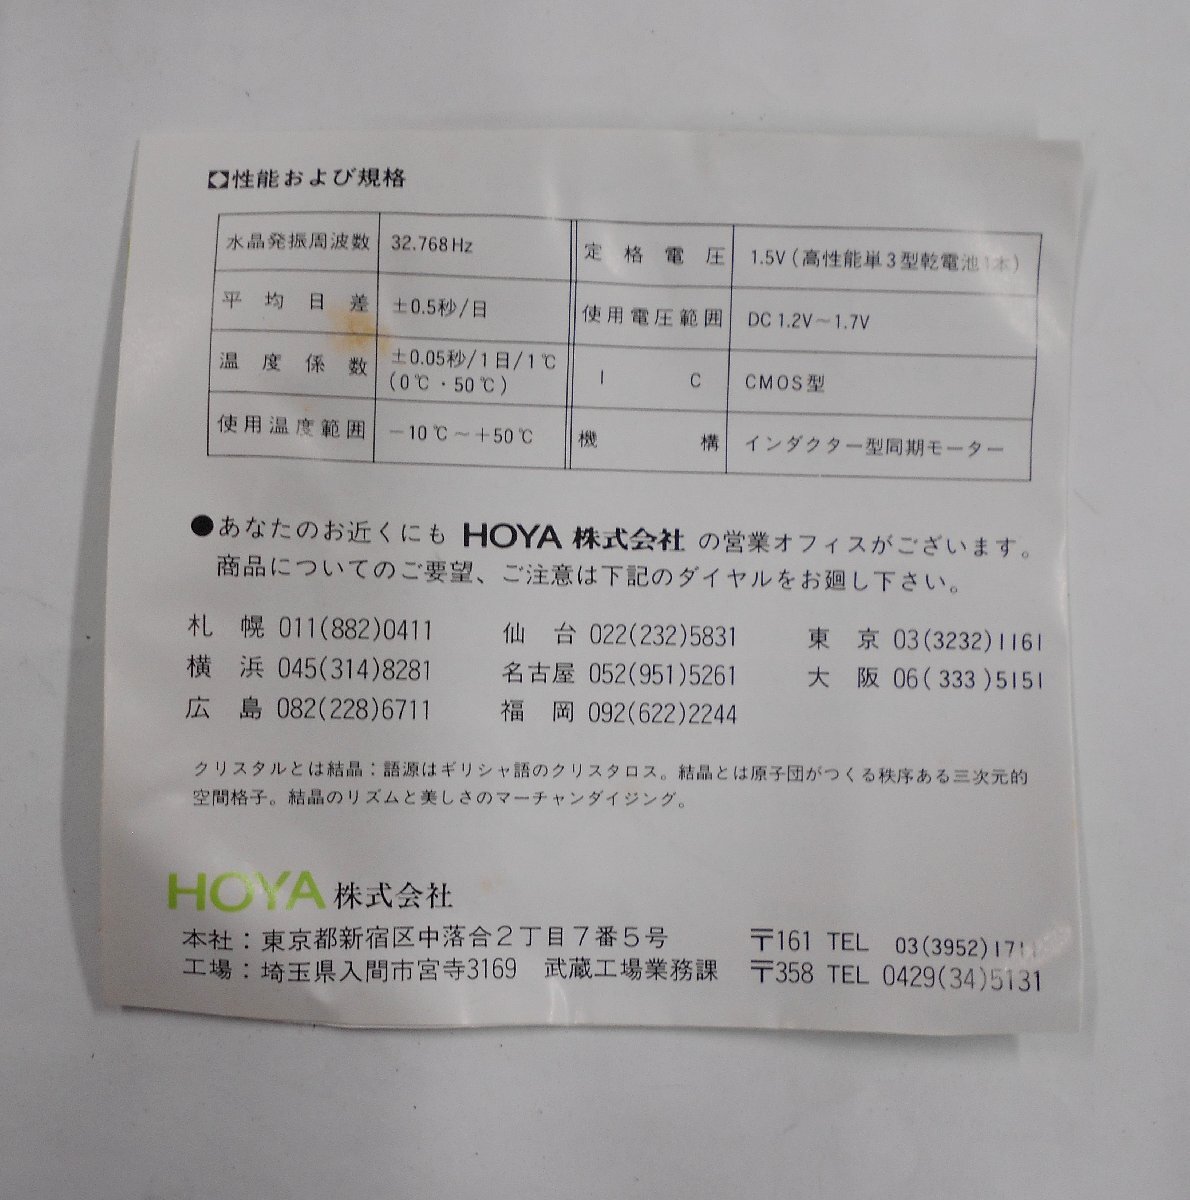 性能および規格
水晶発振周波数 32.768Hz 定格電圧 1.5V(高性能単3型乾電池1本)
平均日差 ±0.5秒/日 使用電圧範囲 DC1.2V～1.7V
温度係数 ±0.05秒/1日/1℃ IC CMOS型
(0℃・50℃)
使用温度範囲 −10℃～+50℃ 機構 インダクター型同期モーター
●あなたのお近くにも HOYA 株式会社 の営業オフィスがございます。
商品についてのご要望、ご注意は下記のダイヤルをお廻し下さい。
札幌 011(882)0411 仙台 022(232)5831 東京 03(3232)1161
横浜 045(314)8281 名古屋 052(951)5261 大阪 06(333)5151
広島 082(228)6711 福岡 092(622)2244
クリスタルとは結晶：語源はギリシャ語のクリスタロス。結晶とは原子団がつくる秩序ある三次元的
空間格子。結晶のリズムと美しさのマーチャンダイジング。
HOYA 株式会社
本社：東京都新宿区中落合2丁目7番5号 〒161 TEL 03(3952)
工場：埼玉県入間市宮寺3169 武蔵工場業務課 〒358 TEL 0429(34)5131